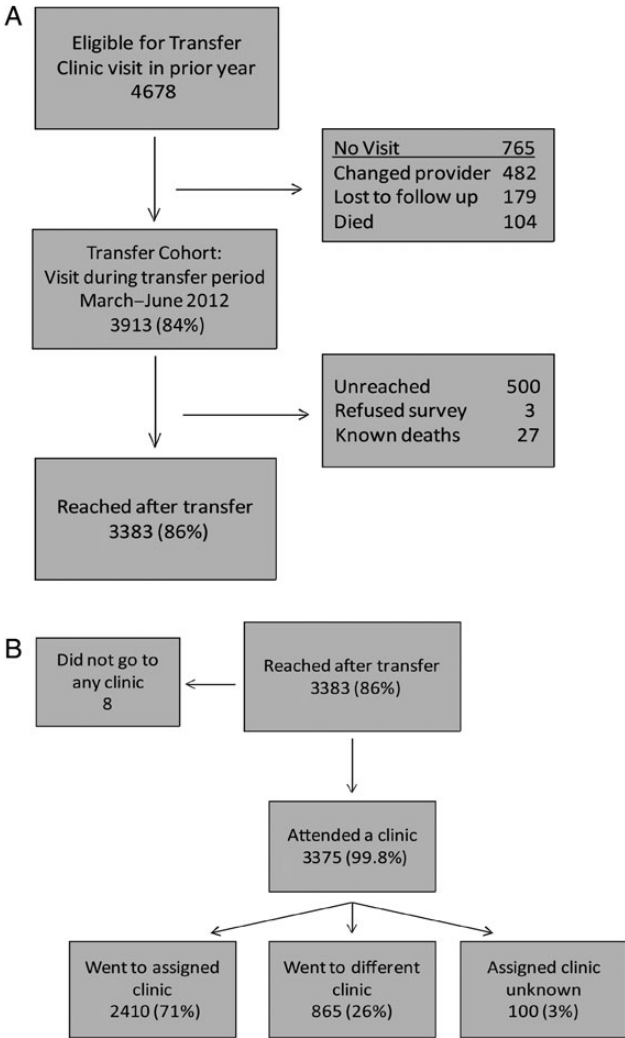 A
Eligible for Transfer
Clinic visit in prior year
4678
No Visit 765
Changed provider 482
Lost to follow up 179
Died 104
Transfer Cohort:
Visit during transfer period
March–June 2012
3913 (84%)
Unreached 500
Refused survey 3
Known deaths 27
Reached after transfer
3383 (86%)
B
Did not go to
any clinic
8
Reached after transfer
3383 (86%)
Attended a clinic
3375 (99.8%)
Went to assigned
clinic
2410 (71%)
Went to different
clinic
865 (26%)
Assigned clinic
unknown
100 (3%)